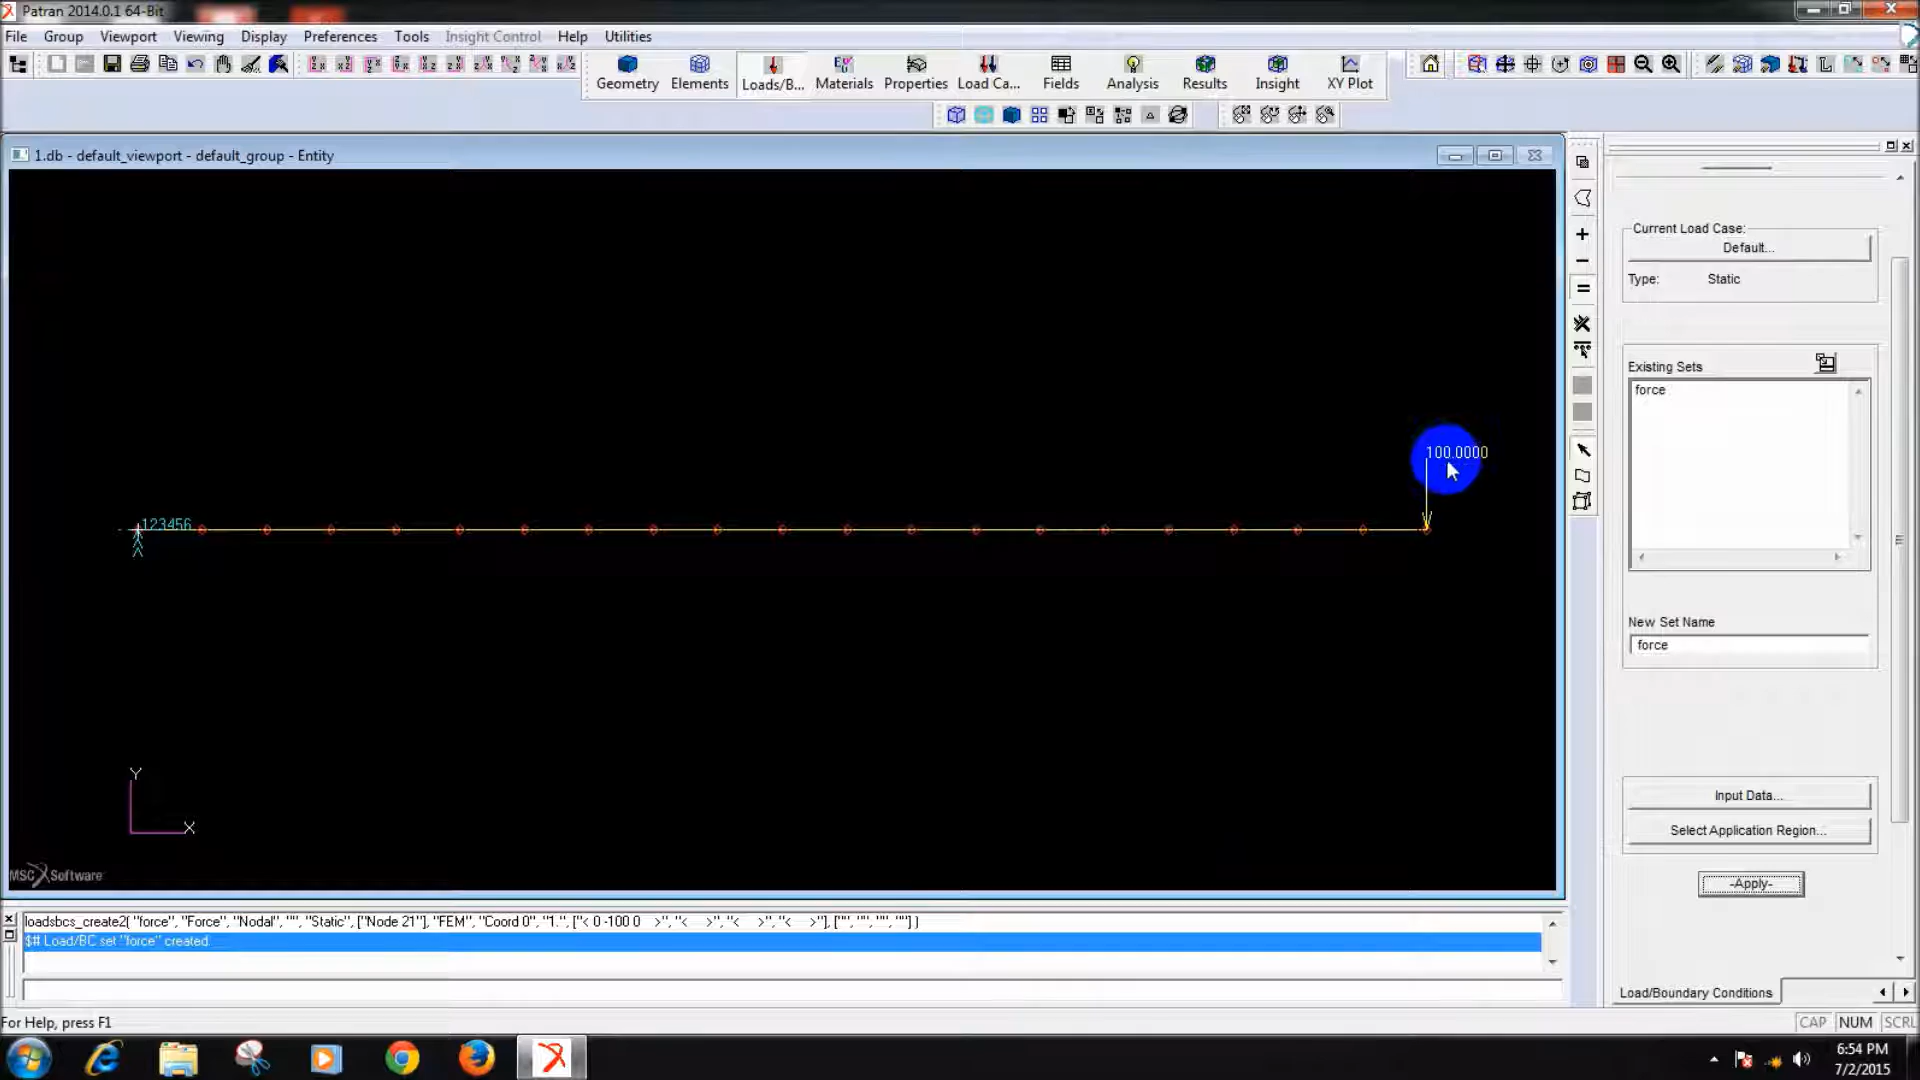 Patran 2014.0.1 64-Bit
File Group Viewport Viewing Display Preferences Tools Insight Control Help Utilities
Geometry Elements Loads/B... Materials Properties Load Ca... Fields Analysis Results Insight XY Plot
1.db - default_viewport - default_group - Entity
Current Load Case:
Default...
Type: Static
Existing Sets
force
100.0000
123456
New Set Name
force
Y
X
Input Data...
Select Application Region...
MSC Software
-Apply-
loadsbcs_create2( "force", "Force", "Nodal", "", "Static", ["Node 21"], "FEM", "Coord 0", "1.", ["< 0 -100 0 >", "< >", "< >", "< >"], ["", "", "", ""] )
$# Load/BC set "force" created.
Load/Boundary Conditions
For Help, press F1
CAP NUM SCRL
6:54 PM
7/2/2015